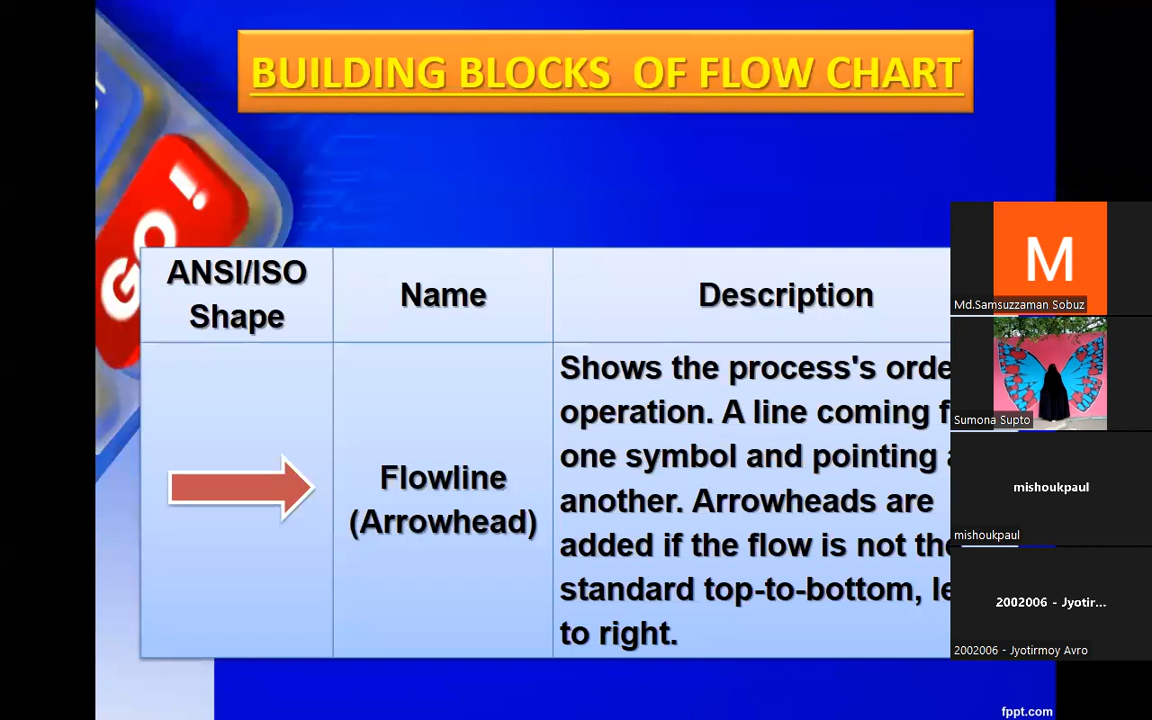 BUILDING BLOCKS OF FLOW CHART
GO!
ANSI/ISO
Shape
Name
Description
Flowline
(Arrowhead)
Shows the process's orde
operation. A line coming f
one symbol and pointing a
another. Arrowheads are
added if the flow is not the
standard top-to-bottom, le
to right.
M
Md.Samsuzzaman Sobuz
Sumona Supto
mishoukpaul
mishoukpaul
2002006 - Jyotir...
2002006 - Jyotirmoy Avro
fppt.com